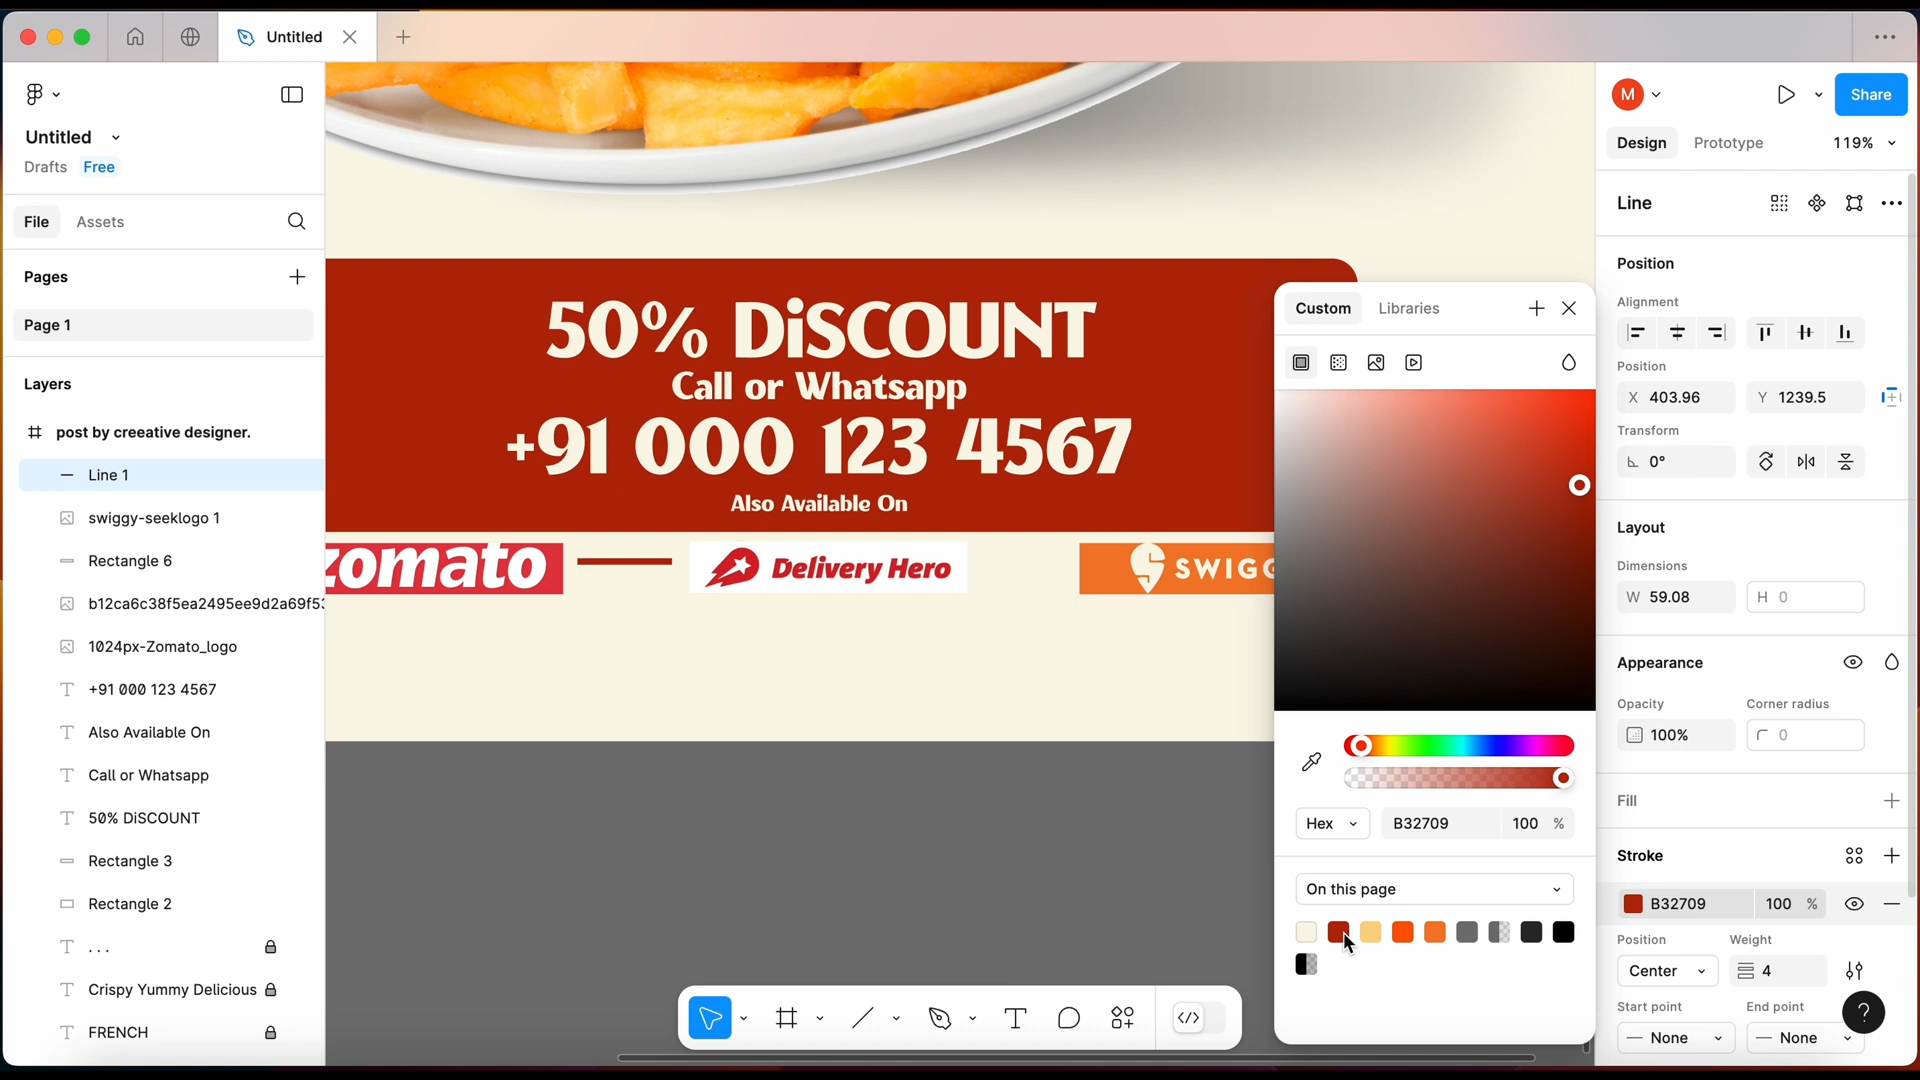 Untitled
Untitled
Drafts Free
File Assets
Pages
Page 1
Layers
post by creeative designer.
Line 1
swiggy-seeklogo 1
Rectangle 6
b12ca6c38f5ea2495ee9d2a69f53
1024px-Zomato_logo
+91 000 123 4567
Also Available On
Call or Whatsapp
50% DiSCOUNT
Rectangle 3
Rectangle 2
. . .
Crispy Yummy Delicious
FRENCH
50% DiSCOUNT
Call or Whatsapp
+91 000 123 4567
Also Available On
zomato
Delivery Hero
SWIGG
Custom Libraries
Hex B32709 100 %
On this page
M Share
Design Prototype 119%
Line
Position
Alignment
Position
X 403.96 Y 1239.5
Transform
0°
Layout
Dimensions
W 59.08 H 0
Appearance
Opacity Corner radius
100% 0
Fill
Stroke
B32709 100 %
Position Weight
Center 4
Start point End point
None None
?